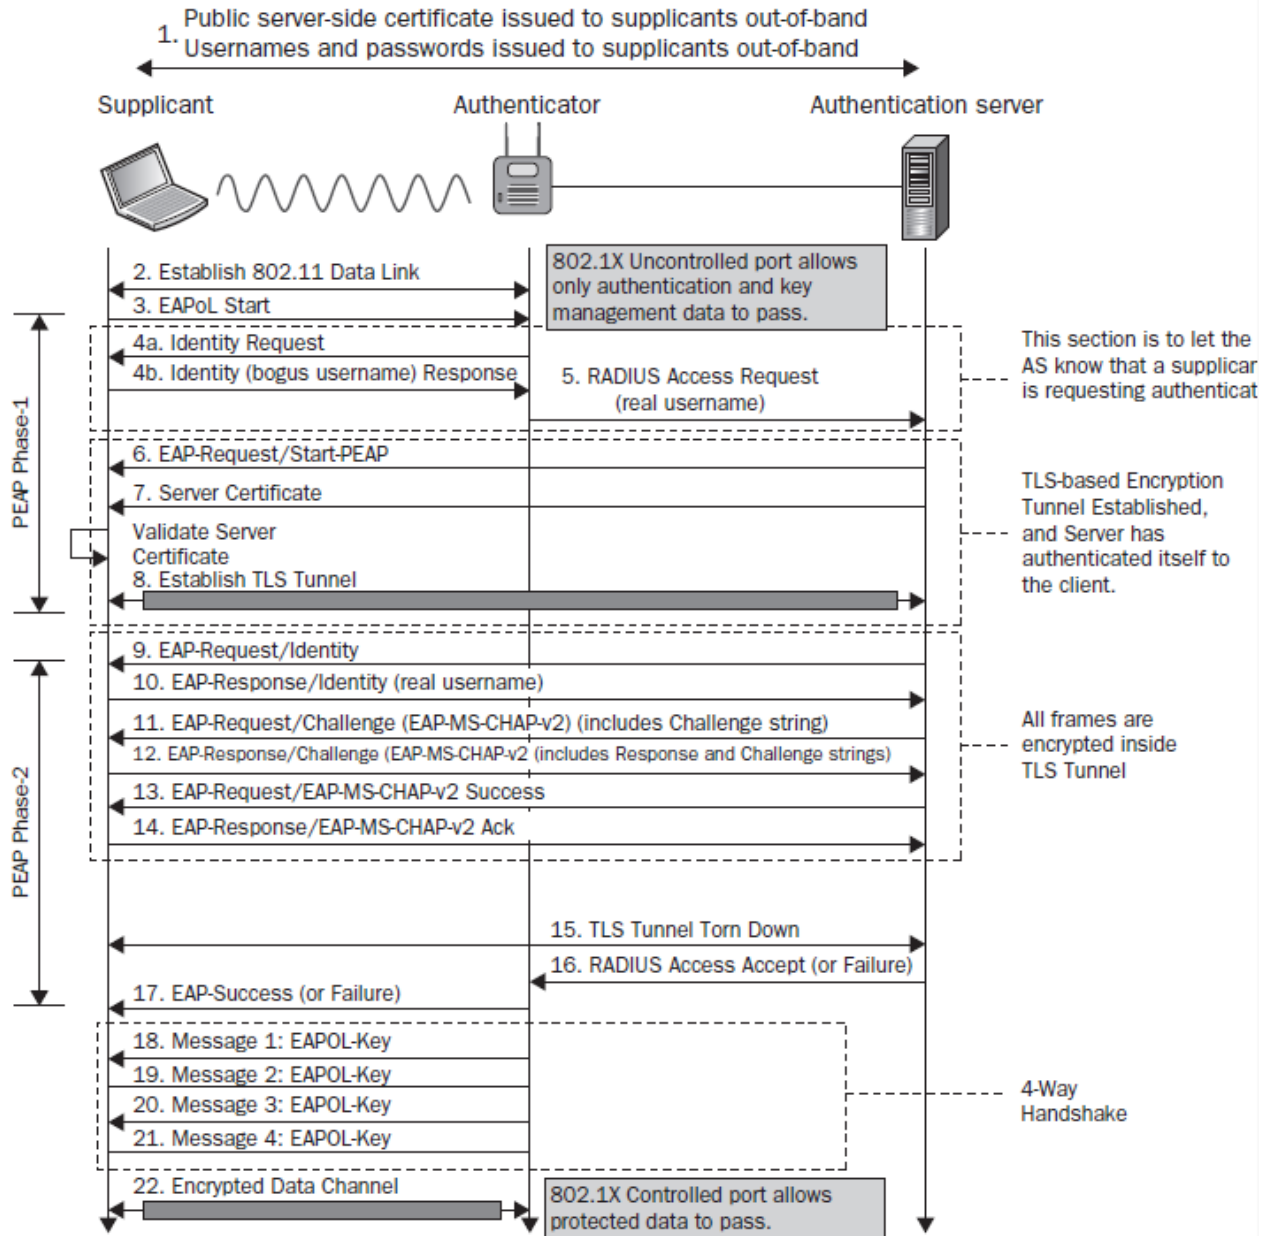 1. Public server-side certificate issued to supplicants out-of-band
Usernames and passwords issued to supplicants out-of-band
Supplicant
Authenticator
Authentication server
2. Establish 802.11 Data Link
802.1X Uncontrolled port allows
only authentication and key
management data to pass.
3. EAPoL Start
PEAP Phase-1
4a. Identity Request
4b. Identity (bogus username) Response
5. RADIUS Access Request
(real username)
This section is to let the
AS know that a supplicar
is requesting authenticat
6. EAP-Request/Start-PEAP
7. Server Certificate
Validate Server
Certificate
8. Establish TLS Tunnel
TLS-based Encryption
Tunnel Established,
and Server has
authenticated itself to
the client.
PEAP Phase-2
9. EAP-Request/Identity
10. EAP-Response/Identity (real username)
11. EAP-Request/Challenge (EAP-MS-CHAP-v2) (includes Challenge string)
12. EAP-Response/Challenge (EAP-MS-CHAP-v2 (includes Response and Challenge strings)
13. EAP-Request/EAP-MS-CHAP-v2 Success
14. EAP-Response/EAP-MS-CHAP-v2 Ack
All frames are
encrypted inside
TLS Tunnel
15. TLS Tunnel Torn Down
16. RADIUS Access Accept (or Failure)
17. EAP-Success (or Failure)
18. Message 1: EAPOL-Key
19. Message 2: EAPOL-Key
20. Message 3: EAPOL-Key
21. Message 4: EAPOL-Key
4-Way
Handshake
22. Encrypted Data Channel
802.1X Controlled port allows
protected data to pass.